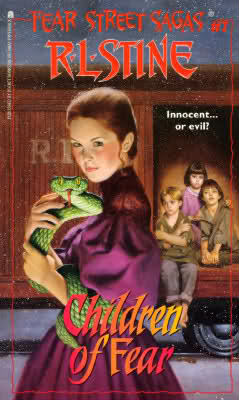 FEAR STREET SAGAS #7
R·L·STINE
Innocent...
or evil?
R.
Children
of Fear